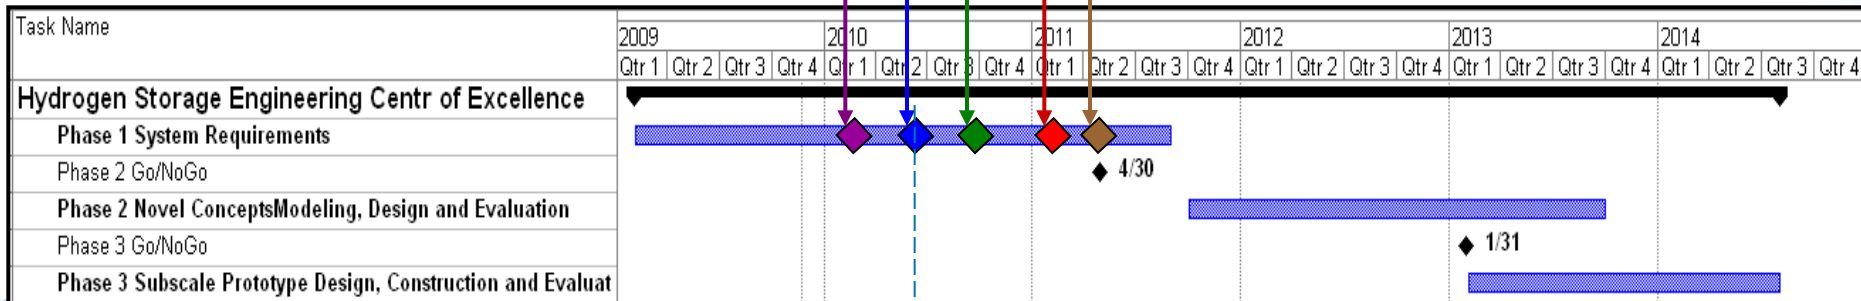 Task Name
2009 2010 2011 2012 2013 2014
Qtr 1 Qtr 2 Qtr 3 Qtr 4 Qtr 1 Qtr 2 Qtr 3 Qtr 4 Qtr 1 Qtr 2 Qtr 3 Qtr 4 Qtr 1 Qtr 2 Qtr 3 Qtr 4 Qtr 1 Qtr 2 Qtr 3 Qtr 4 Qtr 1 Qtr 2 Qtr 3 Qtr 4
Hydrogen Storage Engineering Centr of Excellence
Phase 1 System Requirements
Phase 2 Go/NoGo 4/30
Phase 2 Novel ConceptsModeling, Design and Evaluation
Phase 3 Go/NoGo 1/31
Phase 3 Subscale Prototype Design, Construction and Evaluat